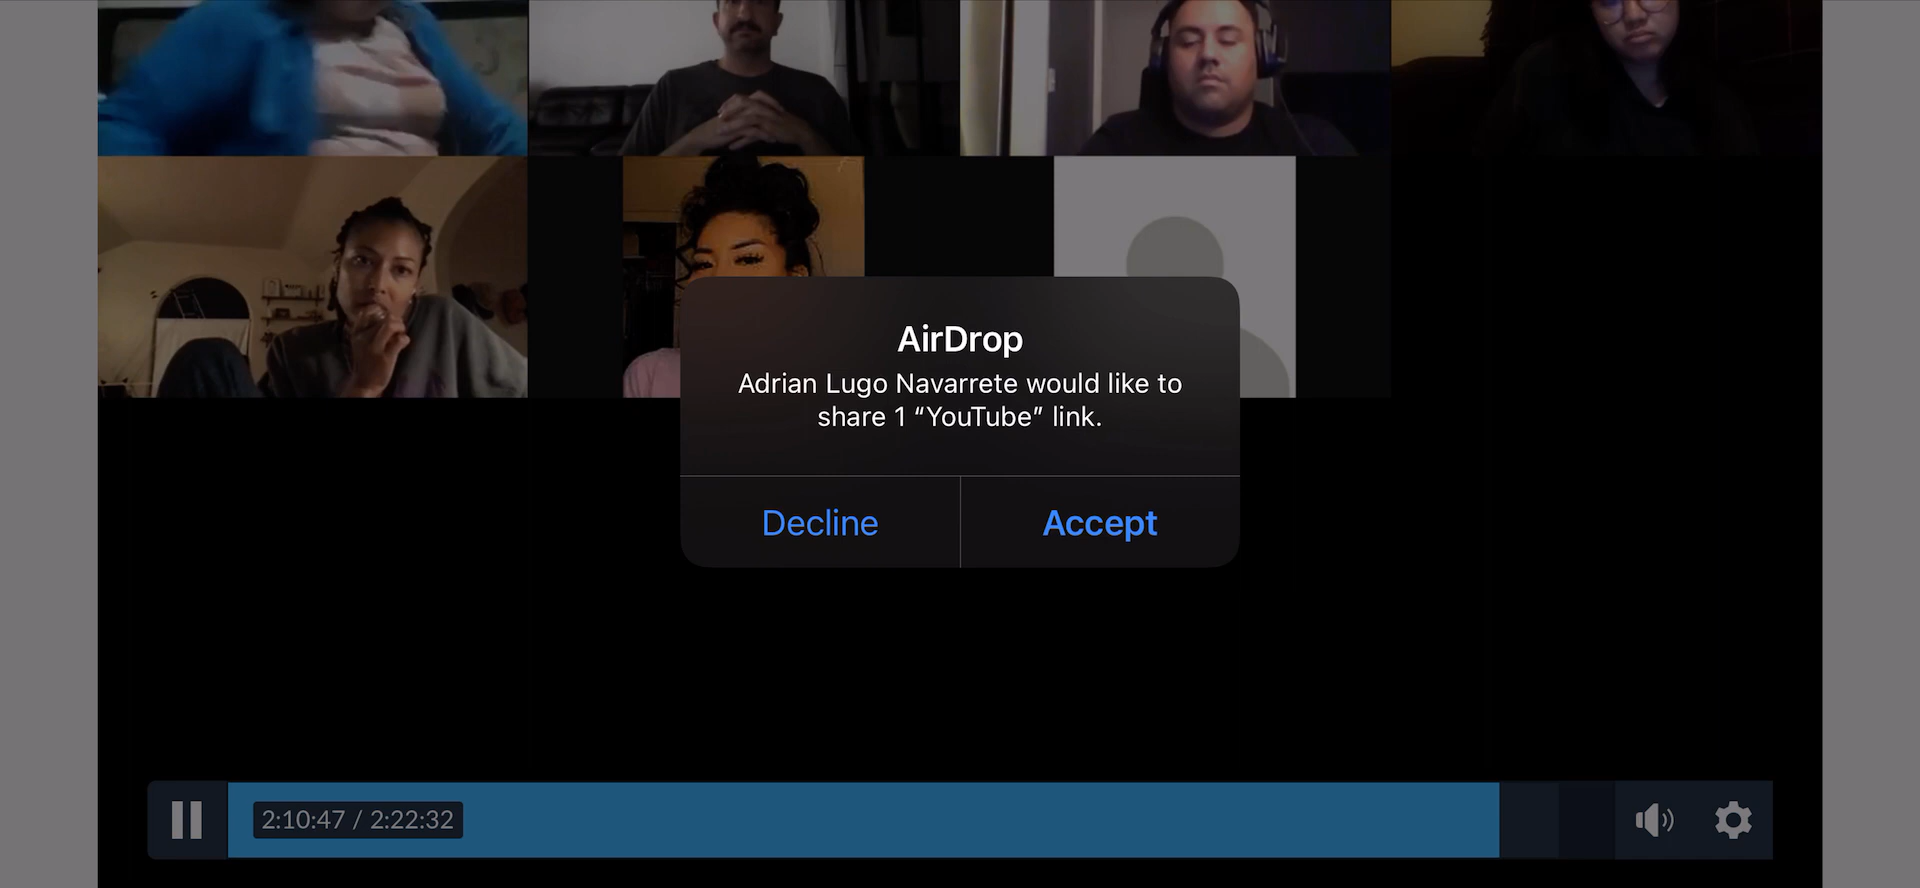 AirDrop
Adrian Lugo Navarrete would like to
share 1 “YouTube” link.
Decline
Accept
2:10:47 / 2:22:32